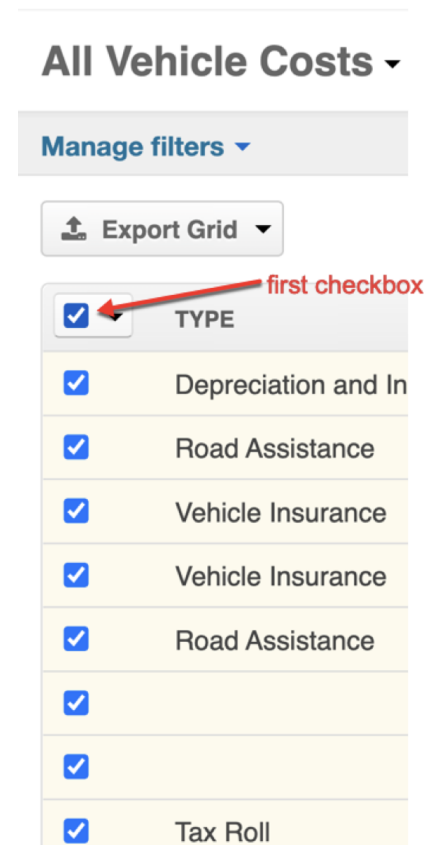 All Vehicle Costs
Manage filters
Export Grid
first checkbox
TYPE
Depreciation and In
Road Assistance
Vehicle Insurance
Vehicle Insurance
Road Assistance
Tax Roll